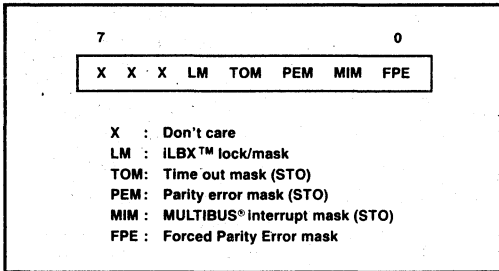 7 0
X X X LM TOM PEM MIM FPE
X : Don't care
LM : iLBX™ lock/mask
TOM: Time out mask (STO)
PEM: Parity error mask (STO)
MIM : MULTIBUS® interrupt mask (STO)
FPE : Forced Parity Error mask